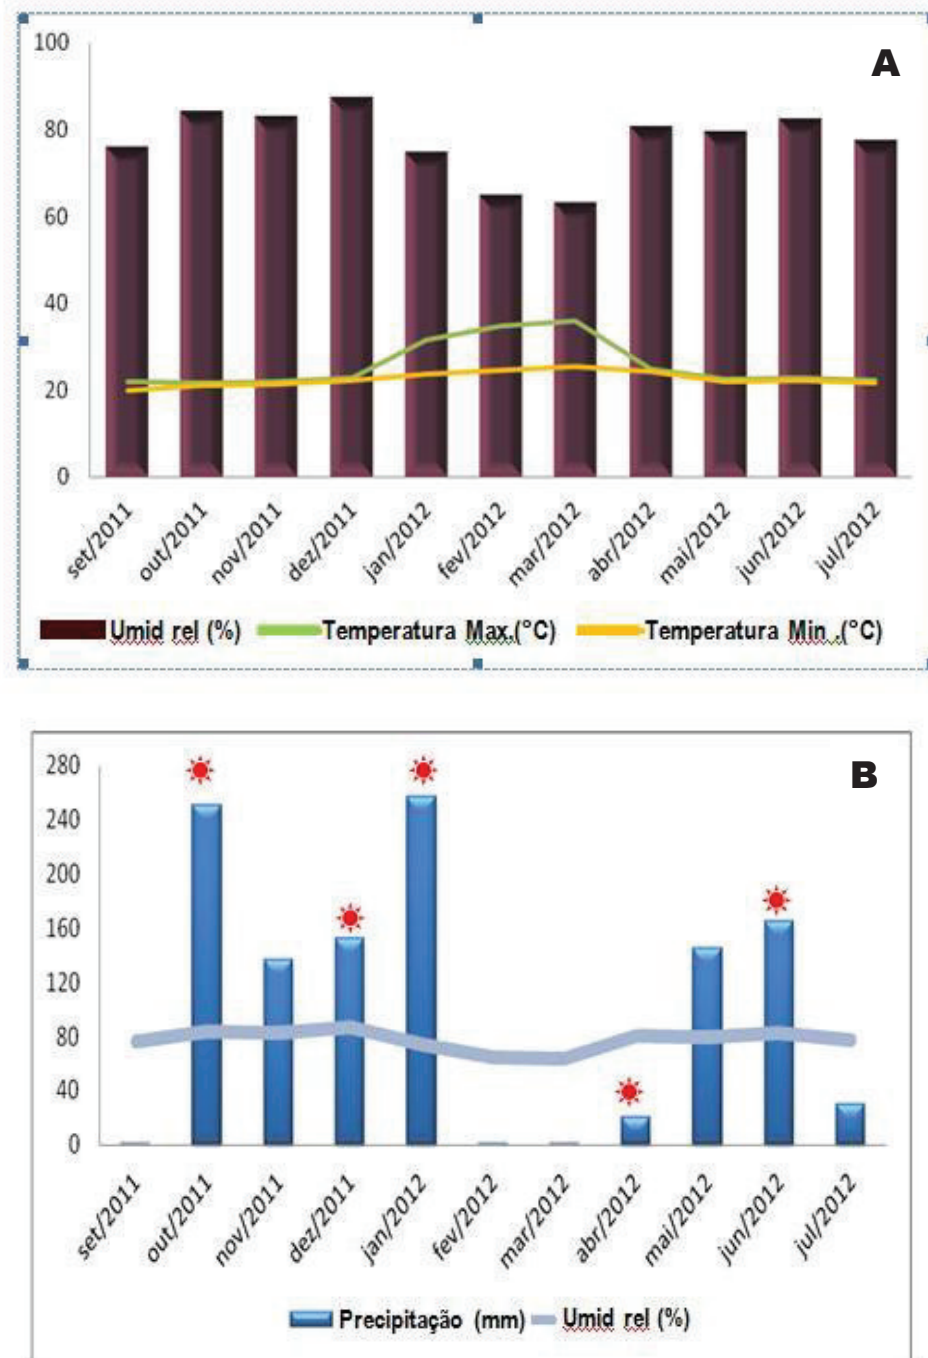 A
100
80
60
40
20
0
set/2011 out/2011 nov/2011 dez/2011 jan/2012 fev/2012 mar/2012 abr/2012 mai/2012 jun/2012 jul/2012
Umid rel (%) Temperatura Max.(°C) Temperatura Min .(°C)
B
280
240
200
160
120
80
40
0
set/2011 out/2011 nov/2011 dez/2011 jan/2012 fev/2012 mar/2012 abr/2012 mai/2012 jun/2012 jul/2012
Precipitação (mm) Umid rel (%)